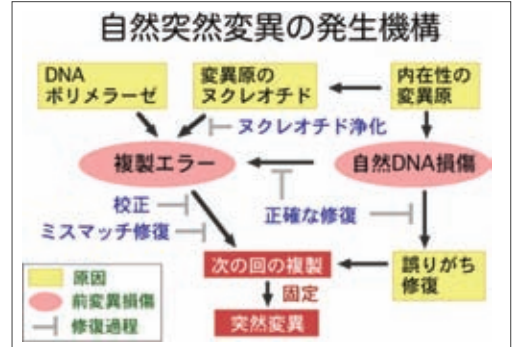 自然突然変異の発生機構
DNA
ポリメラーゼ
変異原の
ヌクレオチド
内在性の
変異原
ヌクレオチド浄化
複製エラー
自然DNA損傷
校正
ミスマッチ修復
正確な修復
次の回の複製
誤りがち
修復
固定
突然変異
原因
前変異損傷
修復過程